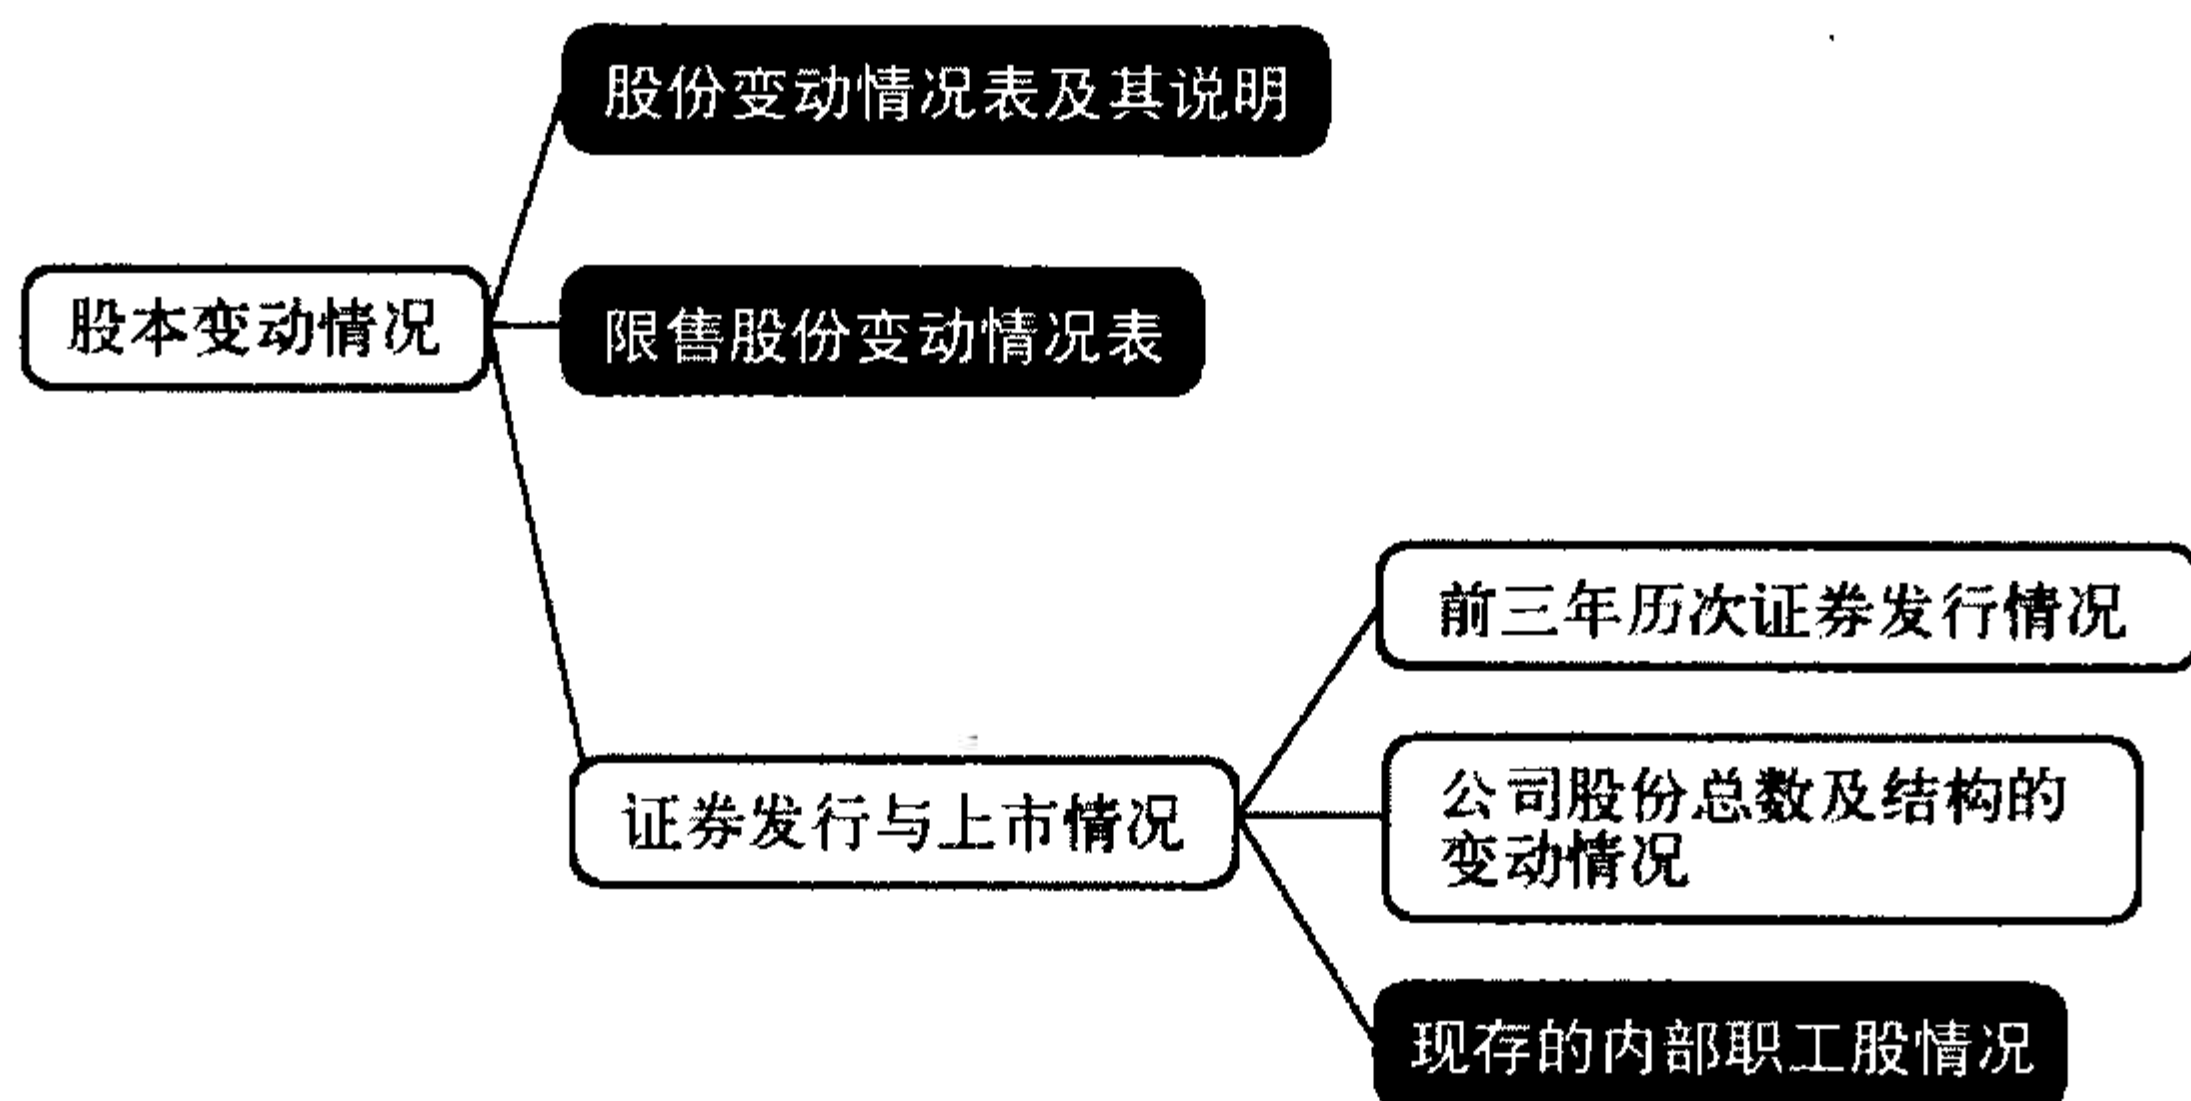 股份变动情况表及其说明
股本变动情况
限售股份变动情况表
前三年历次证券发行情况
证券发行与上市情况
公司股份总数及结构的
变动情况
现存的内部职工股情况